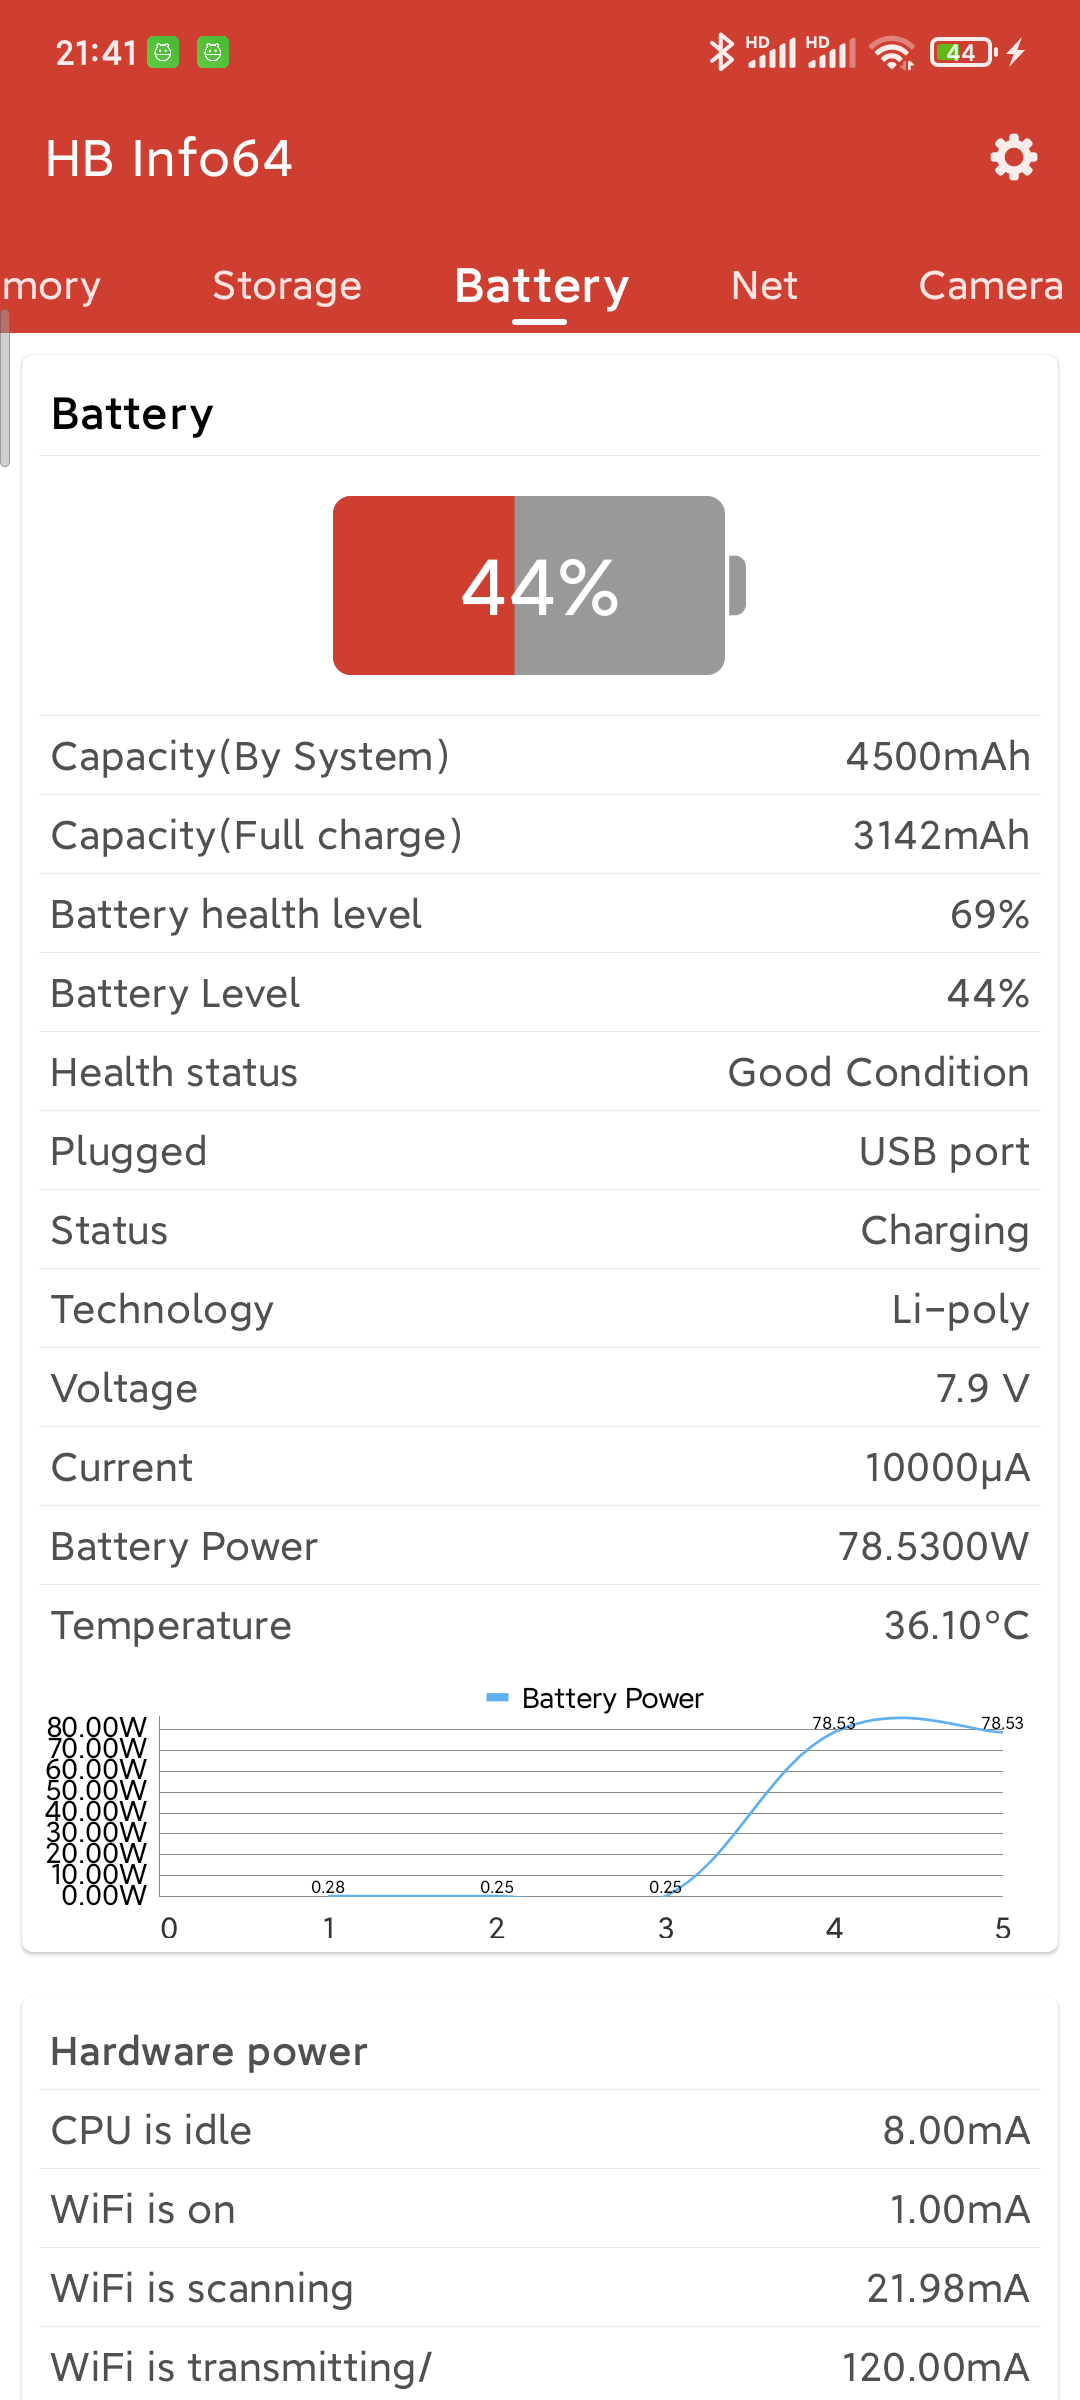 21:41 HD HD 44
HB Info64
mory Storage Battery Net Camera
Battery
44%
Capacity(By System) 4500mAh
Capacity(Full charge) 3142mAh
Battery health level 69%
Battery Level 44%
Health status Good Condition
Plugged USB port
Status Charging
Technology Li-poly
Voltage 7.9 V
Current 10000µA
Battery Power 78.5300W
Temperature 36.10°C
Battery Power
80.00W 78.53 78.53
70.00W
60.00W
50.00W
40.00W
30.00W
20.00W
10.00W 0.28 0.25 0.25
0.00W
0 1 2 3 4 5
Hardware power
CPU is idle 8.00mA
WiFi is on 1.00mA
WiFi is scanning 21.98mA
WiFi is transmitting/ 120.00mA